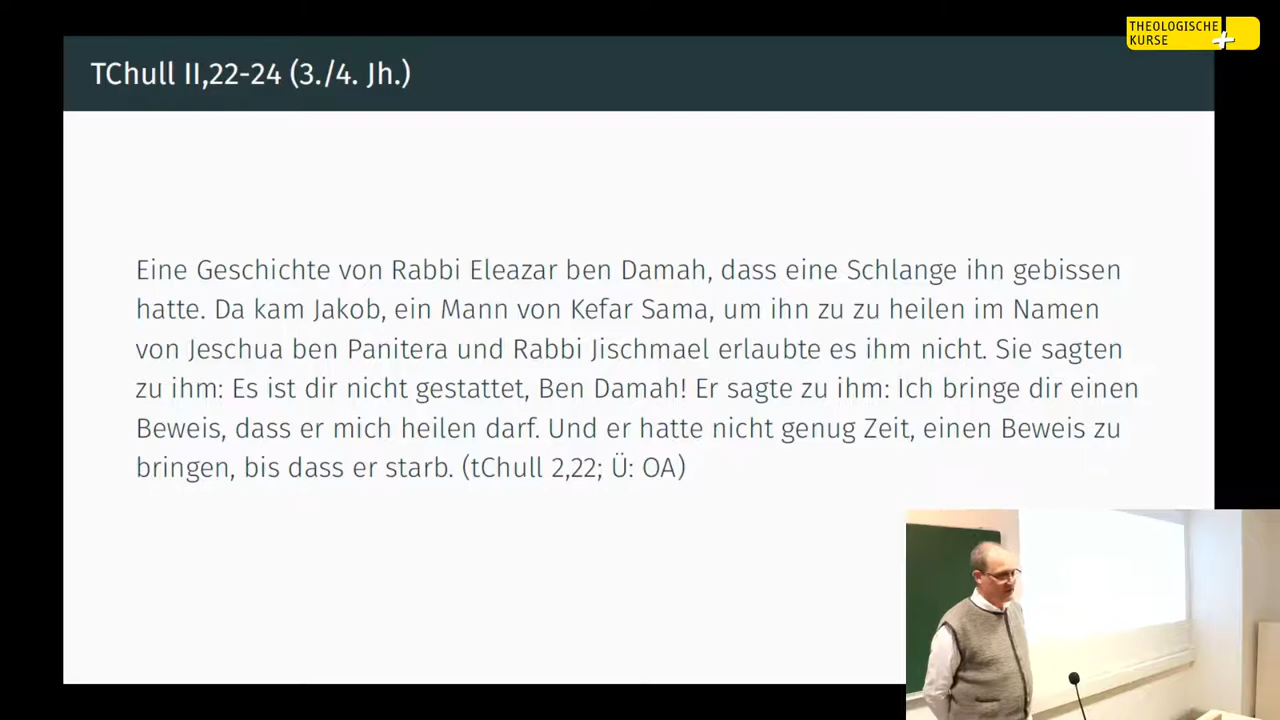 THEOLOGISCHE
KURSE
TChull II,22-24 (3./4. Jh.)
Eine Geschichte von Rabbi Eleazar ben Damah, dass eine Schlange ihn gebissen
hatte. Da kam Jakob, ein Mann von Kefar Sama, um ihn zu zu heilen im Namen
von Jeschua ben Panitera und Rabbi Jischmael erlaubte es ihm nicht. Sie sagten
zu ihm: Es ist dir nicht gestattet, Ben Damah! Er sagte zu ihm: Ich bringe dir einen
Beweis, dass er mich heilen darf. Und er hatte nicht genug Zeit, einen Beweis zu
bringen, bis dass er starb. (tChull 2,22; Ü: OA)